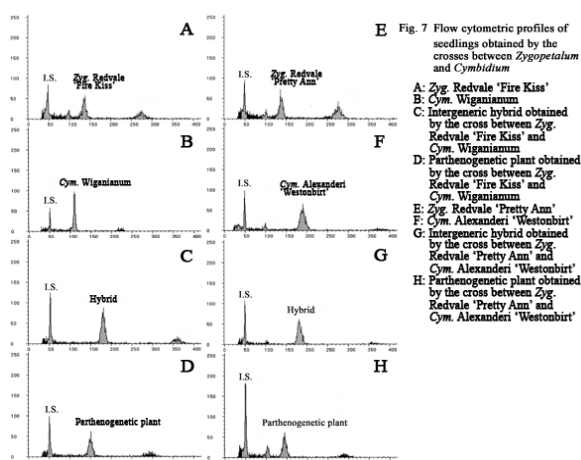 Fig. 7 Flow cytometric profiles of
seedlings obtained by the
crosses between Zygopetalum
and Cymbidium
A: Zyg. Redvale ‘Fire Kiss’
B: Cym. Wiganianum
C: Intergeneric hybrid obtained
by the cross between Zyg.
Redvale ‘Fire Kiss’ and
Cym. Wiganianum
D: Parthenogenetic plant obtained
by the cross between Zyg.
Redvale ‘Fire Kiss’ and
Cym. Wiganianum
E: Zyg. Redvale ‘Pretty Ann’
F: Cym. Alexanderi ‘Westonbirt’
G: Intergeneric hybrid obtained
by the cross between Zyg.
Redvale ‘Pretty Ann’ and
Cym. Alexanderi ‘Westonbirt’
H: Parthenogenetic plant obtained
by the cross between Zyg.
Redvale ‘Pretty Ann’ and
Cym. Alexanderi ‘Westonbirt’
A
I.S.
Zyg. Redvale
‘Fire Kiss’
B
I.S.
Cym. Wiganianum
C
I.S.
Hybrid
D
I.S.
Parthenogenetic plant
E
I.S.
Zyg. Redvale
‘Pretty Ann’
F
I.S.
Cym. Alexanderi
‘Westonbirt’
G
I.S.
Hybrid
H
I.S.
Parthenogenetic plant